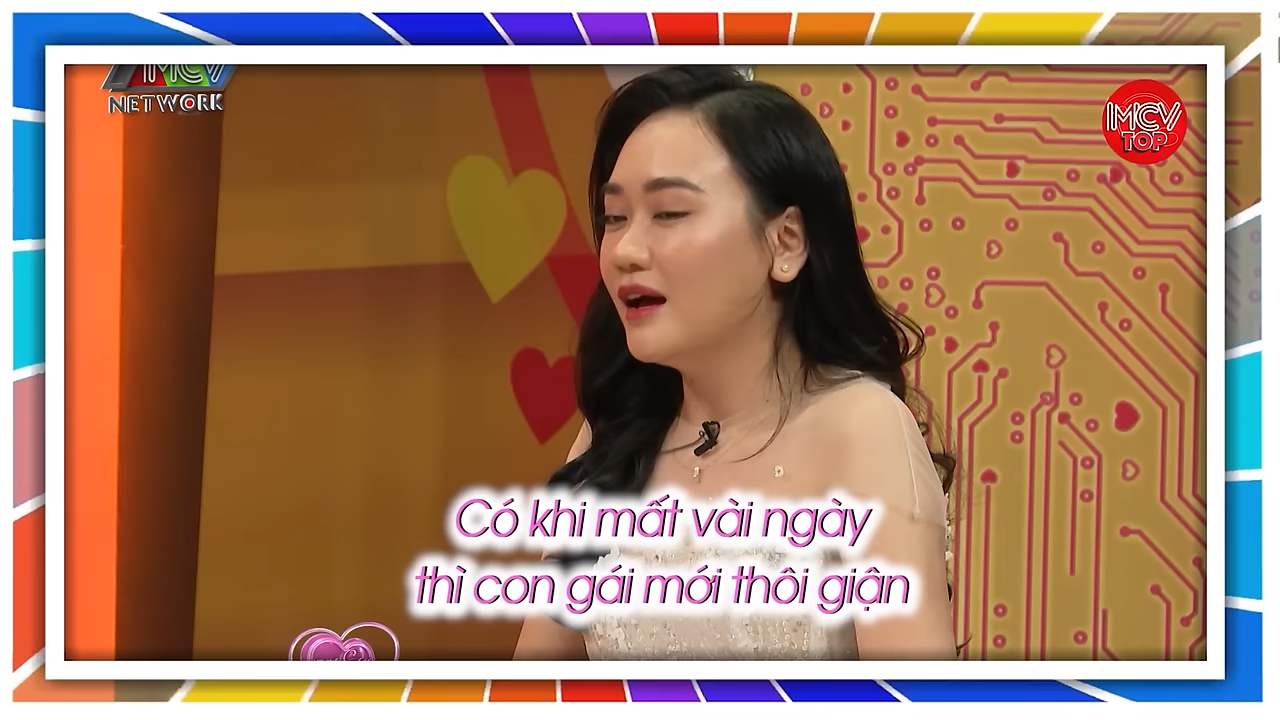 MCV
NETWORK
MCV
TOP
Có khi mất vài ngày
thì con gái mới thôi giận